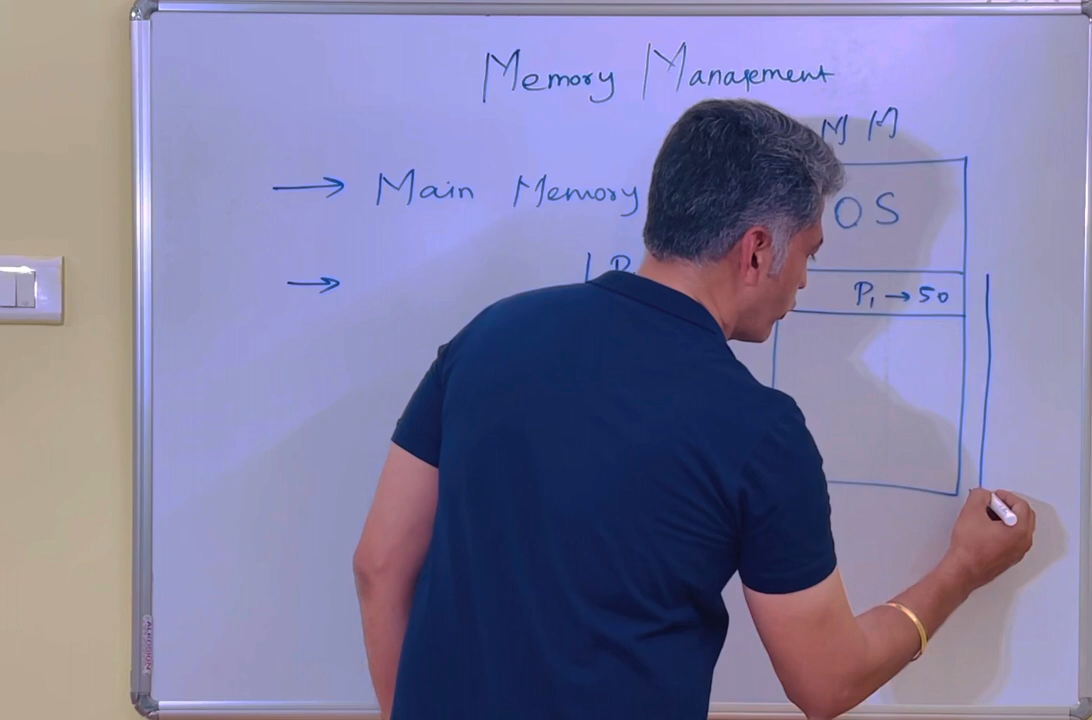 Memory Management
M M
→ Main Memory
OS
→
P₁ → 50